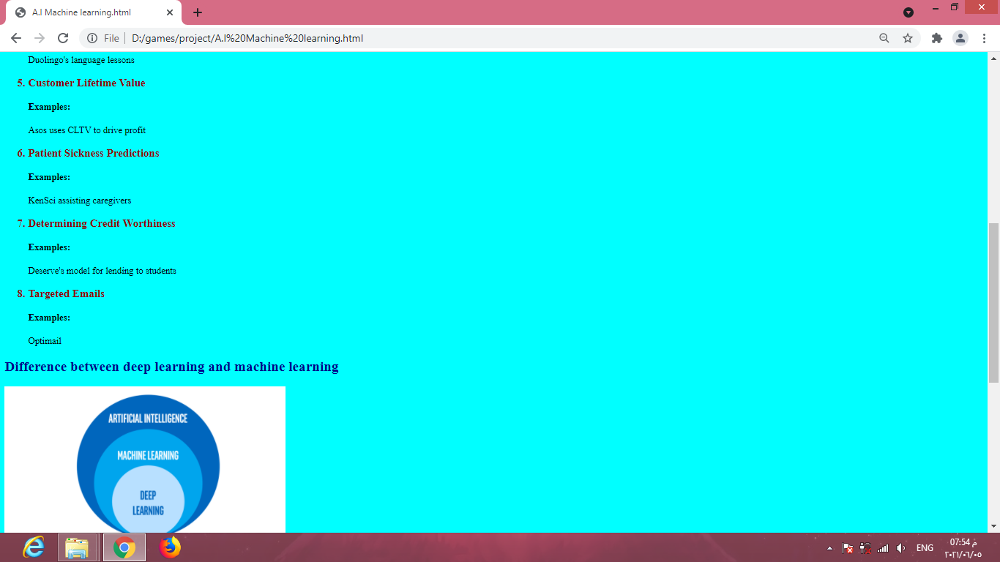 A.I Machine learning.html
File
D:/games/project/A.I%20Machine%20learning.html
Duolingo's language lessons
5. Customer Lifetime Value
Examples:
Asos uses CLTV to drive profit
6. Patient Sickness Predictions
Examples:
KenSci assisting caregivers
7. Determining Credit Worthiness
Examples:
Deserve's model for lending to students
8. Targeted Emails
Examples:
Optimail
Difference between deep learning and machine learning
ARTIFICIAL INTELLIGENCE
MACHINE LEARNING
DEEP
LEARNING
ENG
07:54 م
٢٠٢١/٠٦/٠٥